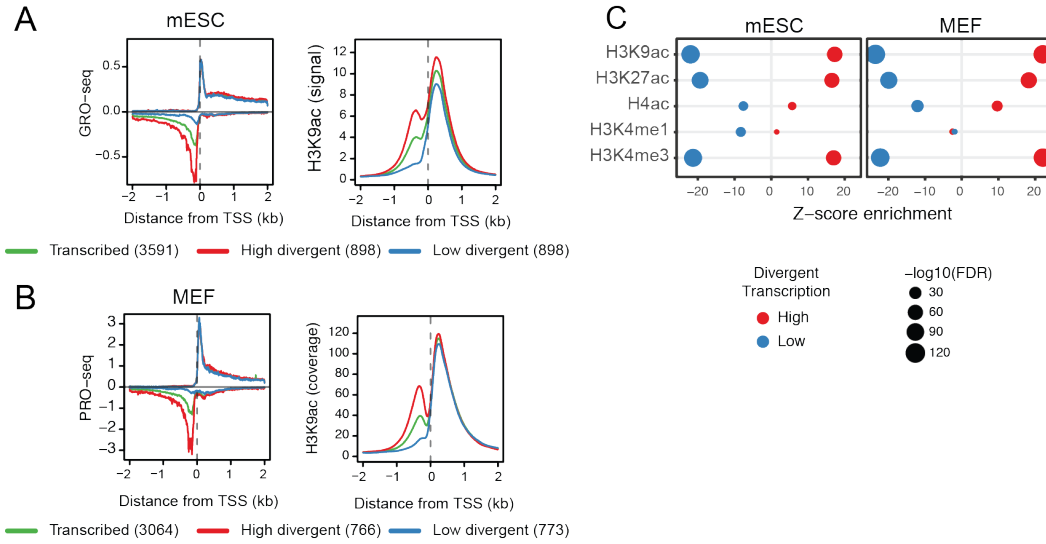 A
mESC
GRO-seq
0.5
0.0
−0.5
−2 −1 0 1 2
Distance from TSS (kb)
H3K9ac (signal)
12
10
8
6
4
2
0
−2 −1 0 1 2
Distance from TSS (kb)
Transcribed (3591) High divergent (898) Low divergent (898)
B
MEF
PRO-seq
3
2
1
0
−1
−2
−3
−2 −1 0 1 2
Distance from TSS (kb)
H3K9ac (coverage)
120
100
80
60
40
20
0
−2 −1 0 1 2
Distance from TSS (kb)
Transcribed (3064) High divergent (766) Low divergent (773)
C
mESC MEF
H3K9ac
H3K27ac
H4ac
H3K4me1
H3K4me3
−20 −10 0 10 20 −20 −10 0 10 20
Z−score enrichment
Divergent
Transcription
High
Low
−log10(FDR)
30
60
90
120